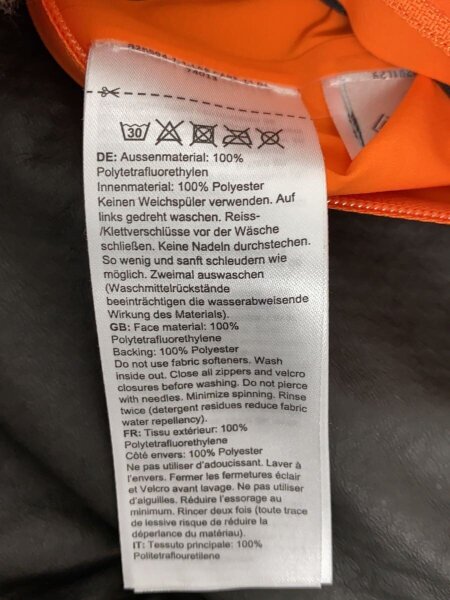 74013
30
DE: Aussenmaterial: 100%
Polytetrafluorethylen
Innenmaterial: 100% Polyester
Keinen Weichspüler verwenden. Auf
links gedreht waschen. Reiss-
/Klettverschlüsse vor der Wäsche
schließen. Keine Nadeln durchstechen.
So wenig und sanft schleudern wie
möglich. Zweimal auswaschen
(Waschmittelrückstände
beeinträchtigen die wasserabweisende
Wirkung des Materials).
GB: Face material: 100%
Polytetrafluorethylene
Backing: 100% Polyester
Do not use fabric softeners. Wash
inside out. Close all zippers and velcro
closures before washing. Do not pierce
with needles. Minimize spinning. Rinse
twice (detergent residues reduce fabric
water repellency).
FR: Tissu extérieur: 100%
Polytetrafluorethylene
Côté envers: 100% Polyester
Ne pas utiliser d'adoucissant. Laver à
l'envers. Fermer les fermetures éclair
et Velcro avant lavage. Ne pas utiliser
d'aiguilles. Réduire l'essorage au
minimum. Rincer deux fois (toute trace
de lessive risque de réduire la
déperlance du matériau).
IT: Tessuto principale: 100%
Politetrafluoretilene